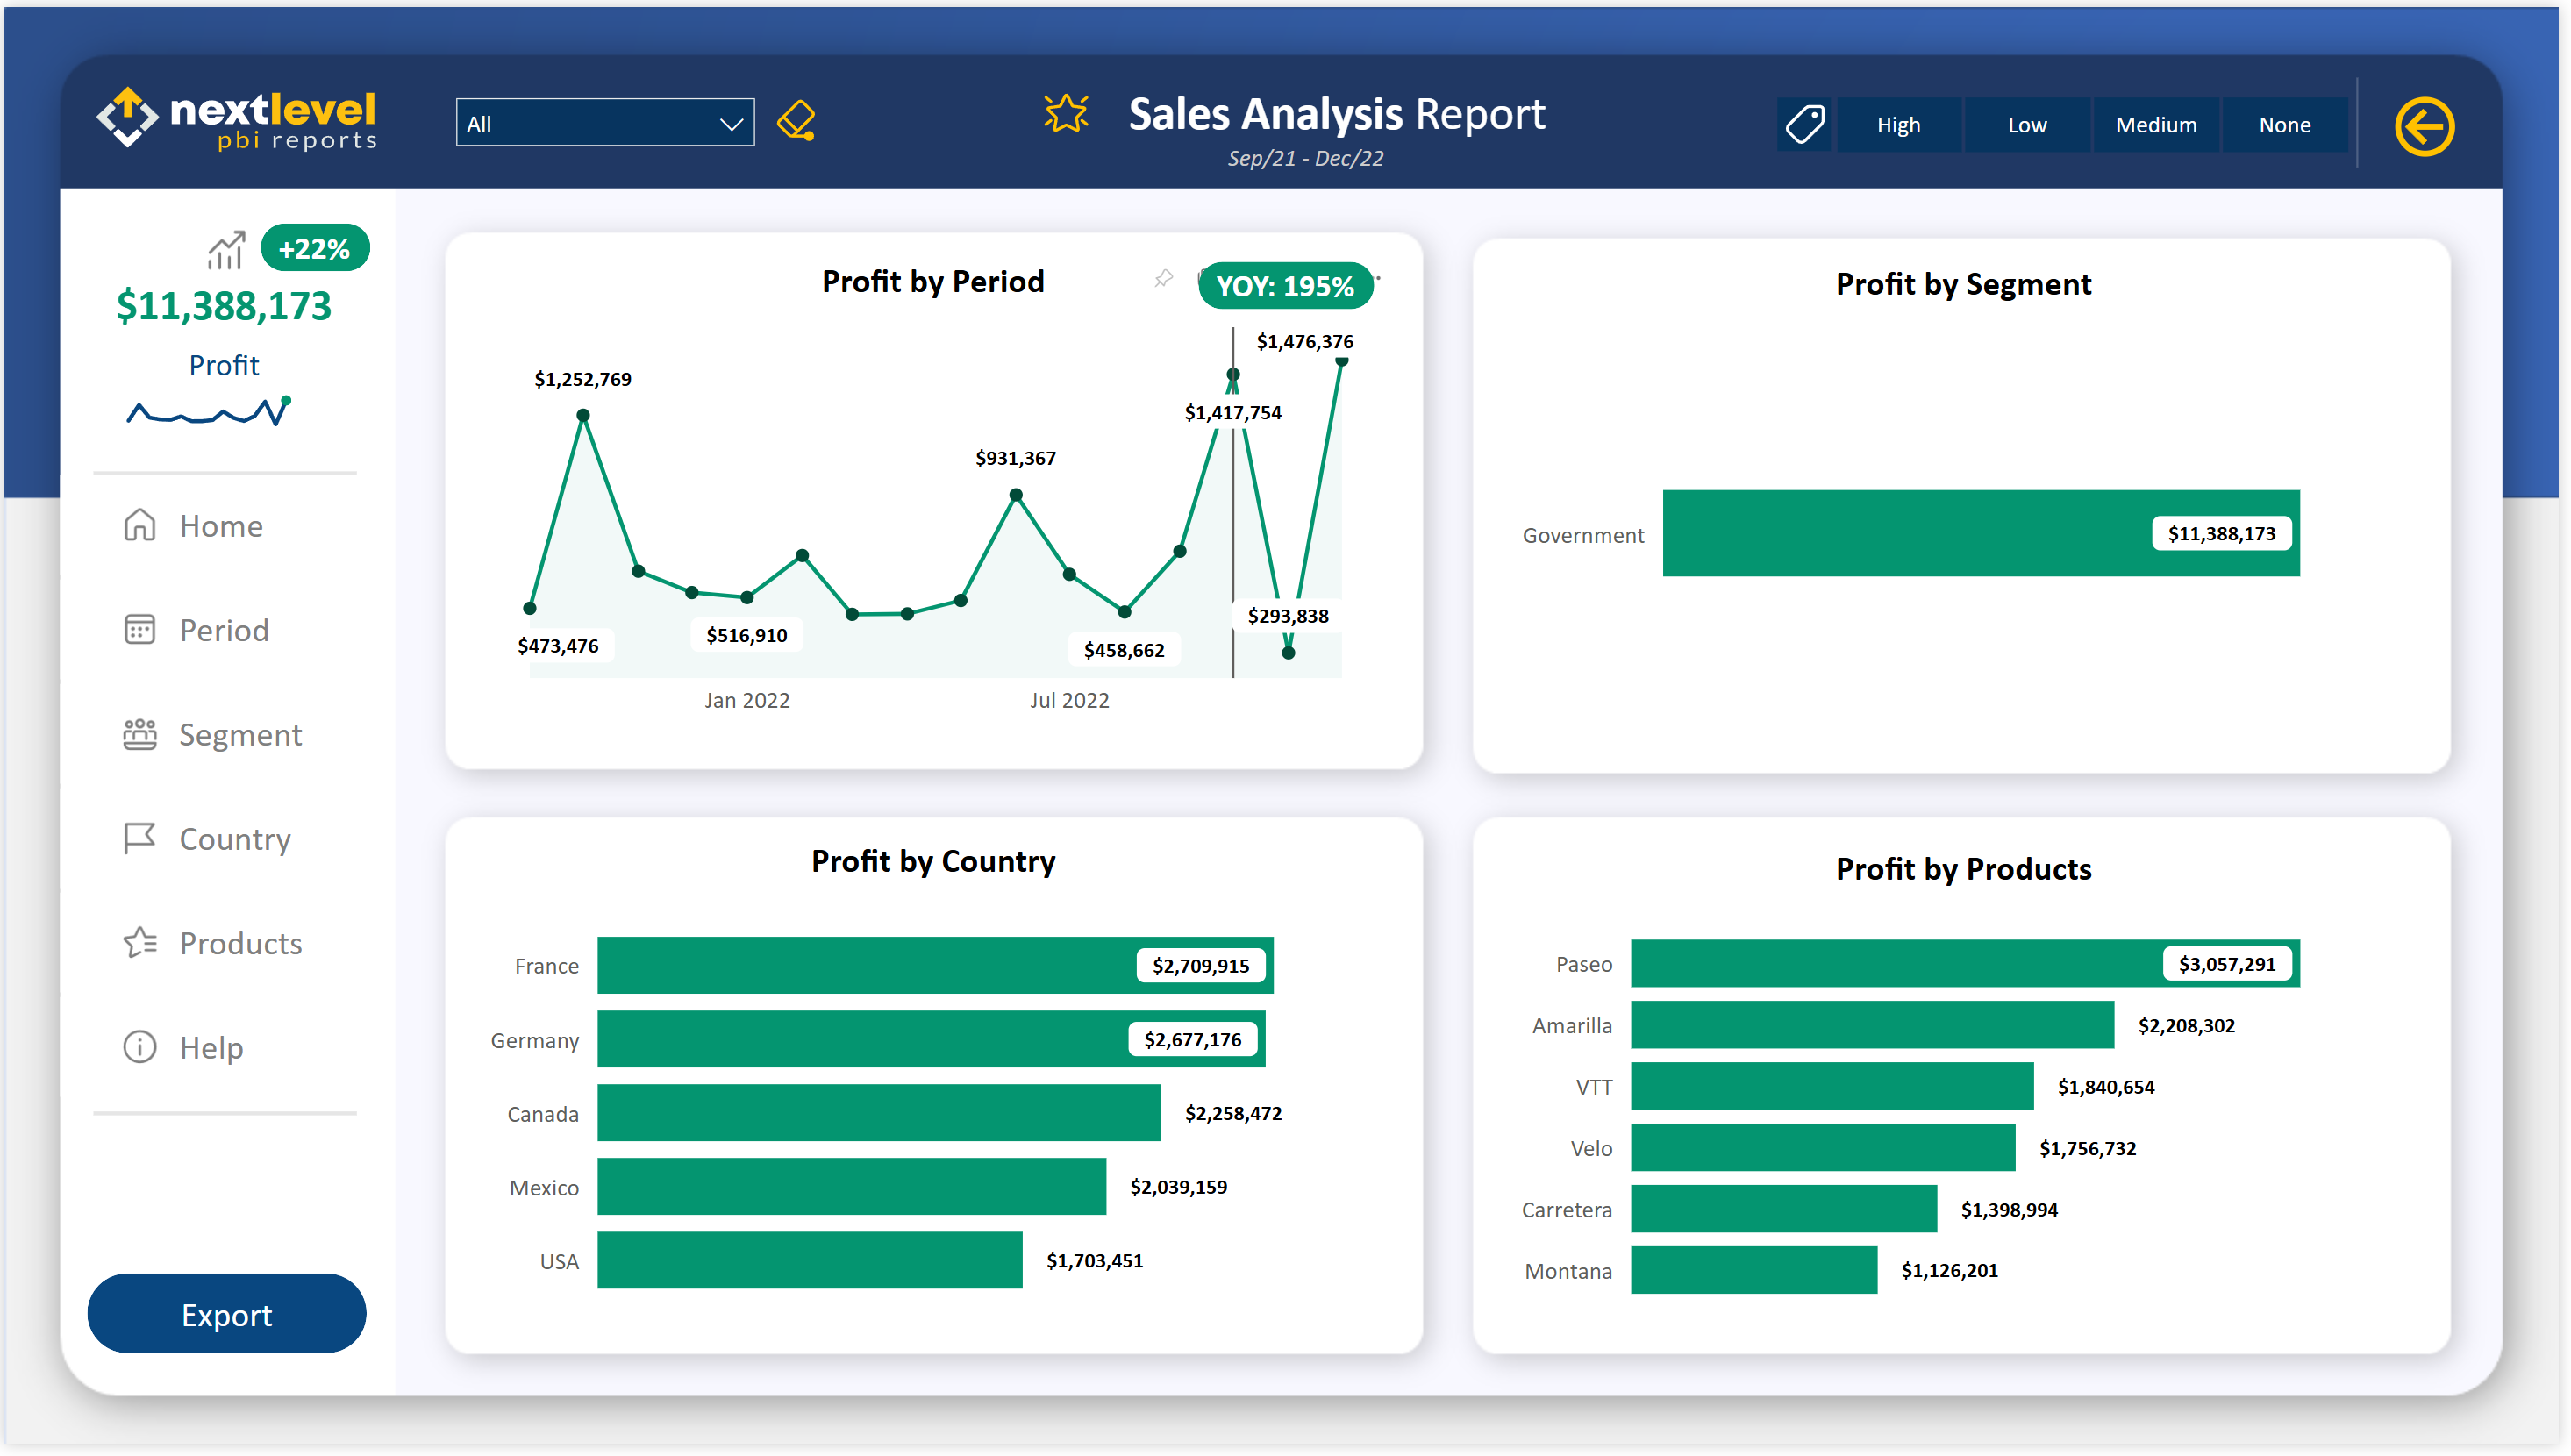 nextlevel
pbi reports
All
Sales Analysis Report
Sep/21 - Dec/22
High
Low
Medium
None
+22%
$11,388,173
Profit
Home
Period
Segment
Country
Products
Help
Export
Profit by Period
YOY: 195%
$1,476,376
$1,252,769
$1,417,754
$931,367
$293,838
$516,910
$473,476
$458,662
Jan 2022
Jul 2022
Profit by Segment
Government
$11,388,173
Profit by Country
France $2,709,915
Germany $2,677,176
Canada $2,258,472
Mexico $2,039,159
USA $1,703,451
Profit by Products
Paseo $3,057,291
Amarilla $2,208,302
VTT $1,840,654
Velo $1,756,732
Carretera $1,398,994
Montana $1,126,201